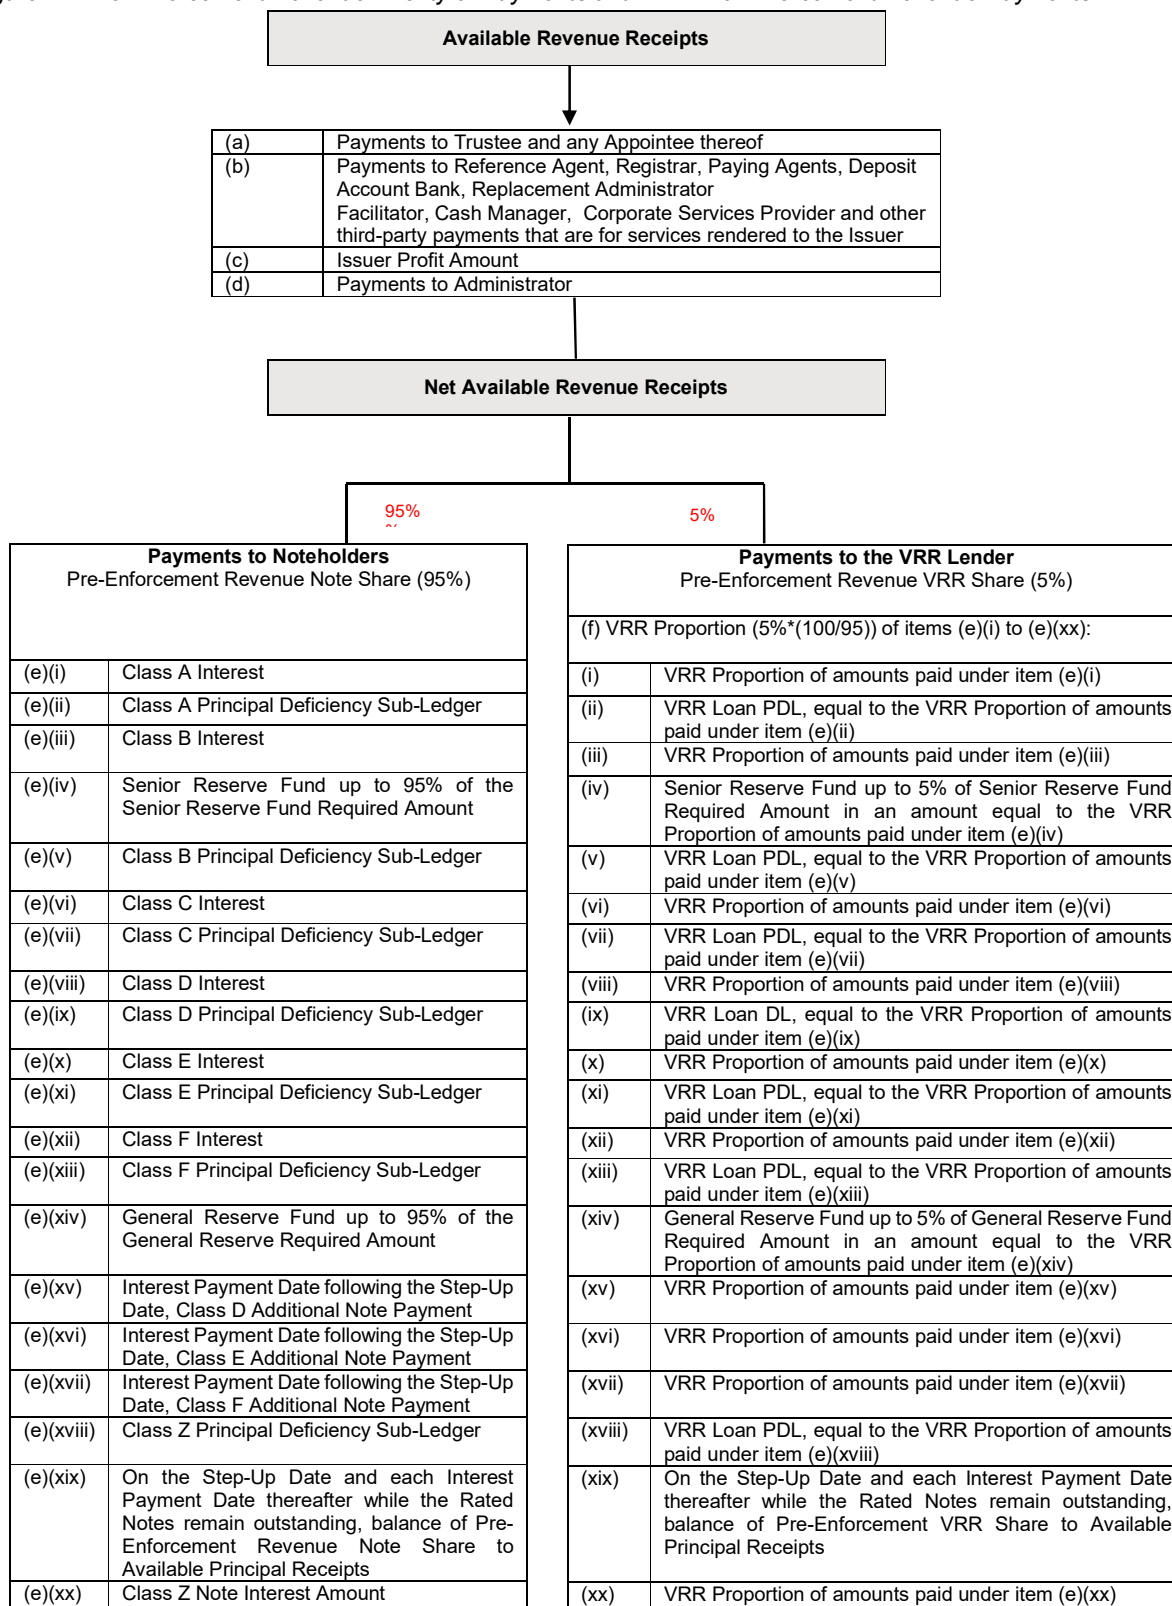 Available Revenue Receipts
(a) Payments to Trustee and any Appointee thereof
(b) Payments to Reference Agent, Registrar, Paying Agents, Deposit
Account Bank, Replacement Administrator
Facilitator, Cash Manager, Corporate Services Provider and other
third-party payments that are for services rendered to the Issuer
(c) Issuer Profit Amount
(d) Payments to Administrator
Net Available Revenue Receipts
95%
5%
Payments to Noteholders
Pre-Enforcement Revenue Note Share (95%)
(e)(i) Class A Interest
(e)(ii) Class A Principal Deficiency Sub-Ledger
(e)(iii) Class B Interest
(e)(iv) Senior Reserve Fund up to 95% of the
Senior Reserve Fund Required Amount
(e)(v) Class B Principal Deficiency Sub-Ledger
(e)(vi) Class C Interest
(e)(vii) Class C Principal Deficiency Sub-Ledger
(e)(viii) Class D Interest
(e)(ix) Class D Principal Deficiency Sub-Ledger
(e)(x) Class E Interest
(e)(xi) Class E Principal Deficiency Sub-Ledger
(e)(xii) Class F Interest
(e)(xiii) Class F Principal Deficiency Sub-Ledger
(e)(xiv) General Reserve Fund up to 95% of the
General Reserve Required Amount
(e)(xv) Interest Payment Date following the Step-Up
Date, Class D Additional Note Payment
(e)(xvi) Interest Payment Date following the Step-Up
Date, Class E Additional Note Payment
(e)(xvii) Interest Payment Date following the Step-Up
Date, Class F Additional Note Payment
(e)(xviii) Class Z Principal Deficiency Sub-Ledger
(e)(xix) On the Step-Up Date and each Interest
Payment Date thereafter while the Rated
Notes remain outstanding, balance of Pre-
Enforcement Revenue Note Share to
Available Principal Receipts
(e)(xx) Class Z Note Interest Amount
Payments to the VRR Lender
Pre-Enforcement Revenue VRR Share (5%)
(f) VRR Proportion (5%*(100/95)) of items (e)(i) to (e)(xx):
(i) VRR Proportion of amounts paid under item (e)(i)
(ii) VRR Loan PDL, equal to the VRR Proportion of amounts
paid under item (e)(ii)
(iii) VRR Proportion of amounts paid under item (e)(iii)
(iv) Senior Reserve Fund up to 5% of Senior Reserve Fund
Required Amount in an amount equal to the VRR
Proportion of amounts paid under item (e)(iv)
(v) VRR Loan PDL, equal to the VRR Proportion of amounts
paid under item (e)(v)
(vi) VRR Proportion of amounts paid under item (e)(vi)
(vii) VRR Loan PDL, equal to the VRR Proportion of amounts
paid under item (e)(vii)
(viii) VRR Proportion of amounts paid under item (e)(viii)
(ix) VRR Loan DL, equal to the VRR Proportion of amounts
paid under item (e)(ix)
(x) VRR Proportion of amounts paid under item (e)(x)
(xi) VRR Loan PDL, equal to the VRR Proportion of amounts
paid under item (e)(xi)
(xii) VRR Proportion of amounts paid under item (e)(xii)
(xiii) VRR Loan PDL, equal to the VRR Proportion of amounts
paid under item (e)(xiii)
(xiv) General Reserve Fund up to 5% of General Reserve Fund
Required Amount in an amount equal to the VRR
Proportion of amounts paid under item (e)(xiv)
(xv) VRR Proportion of amounts paid under item (e)(xv)
(xvi) VRR Proportion of amounts paid under item (e)(xvi)
(xvii) VRR Proportion of amounts paid under item (e)(xvii)
(xviii) VRR Loan PDL, equal to the VRR Proportion of amounts
paid under item (e)(xviii)
(xix) On the Step-Up Date and each Interest Payment Date
thereafter while the Rated Notes remain outstanding,
balance of Pre-Enforcement VRR Share to Available
Principal Receipts
(xx) VRR Proportion of amounts paid under item (e)(xx)